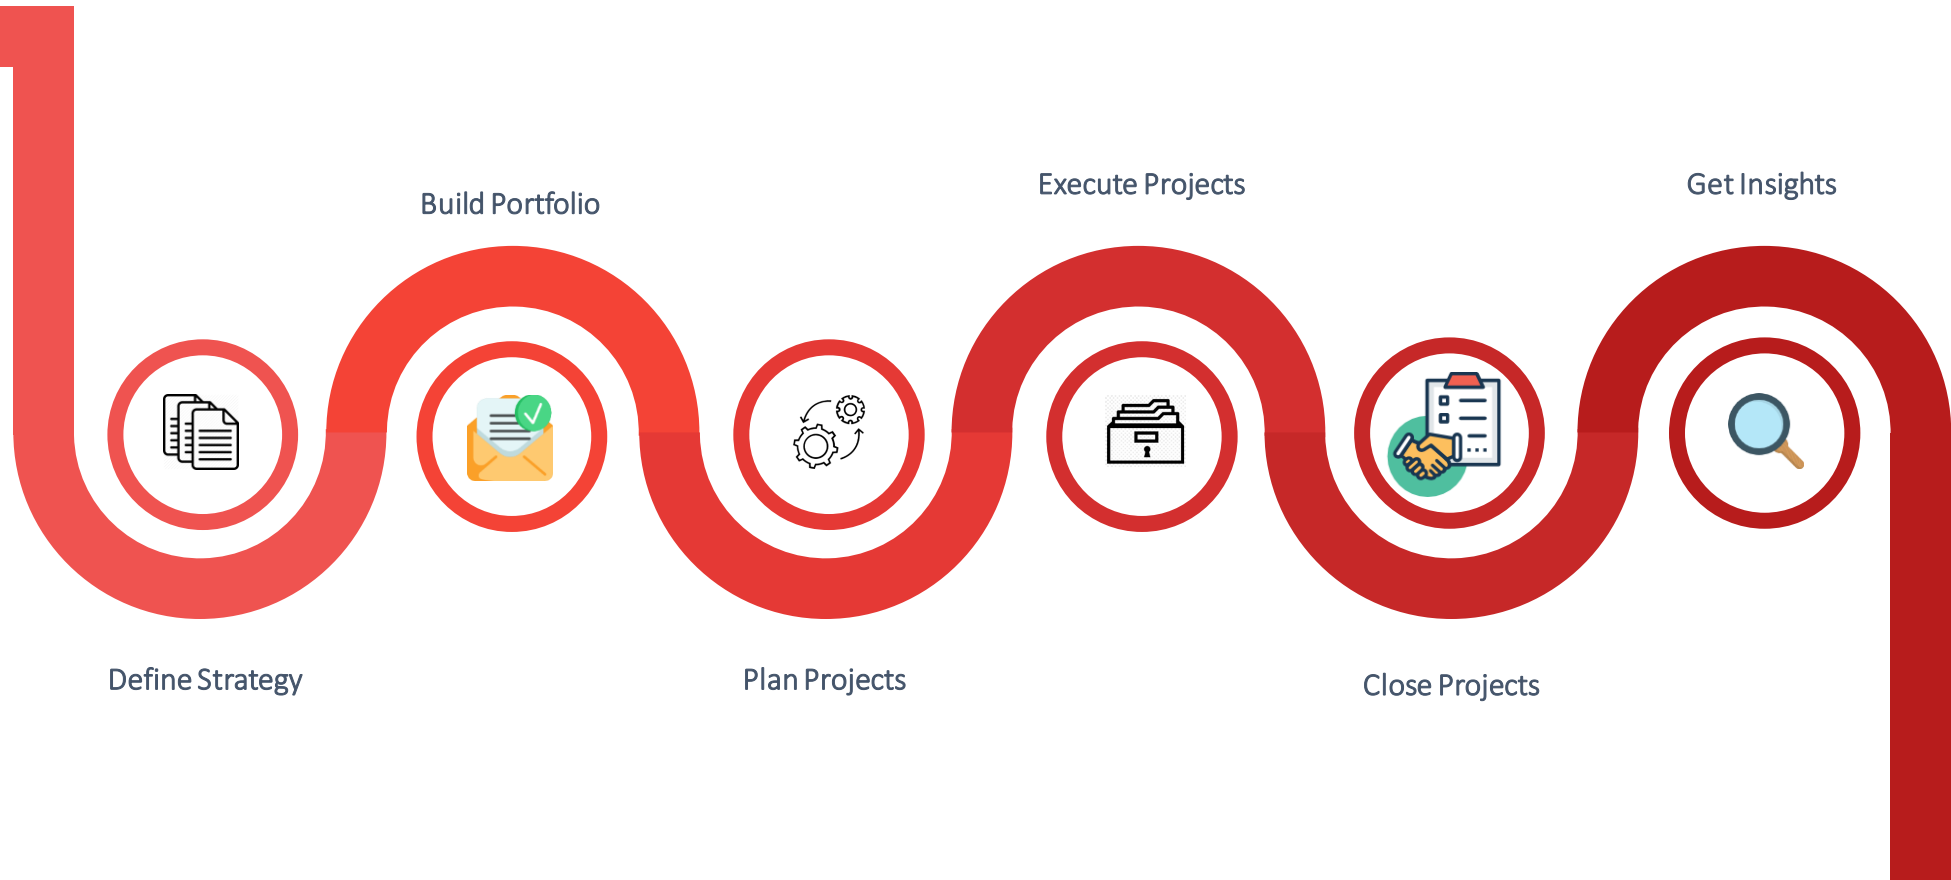 Define Strategy
Build Portfolio
Plan Projects
Execute Projects
Close Projects
Get Insights